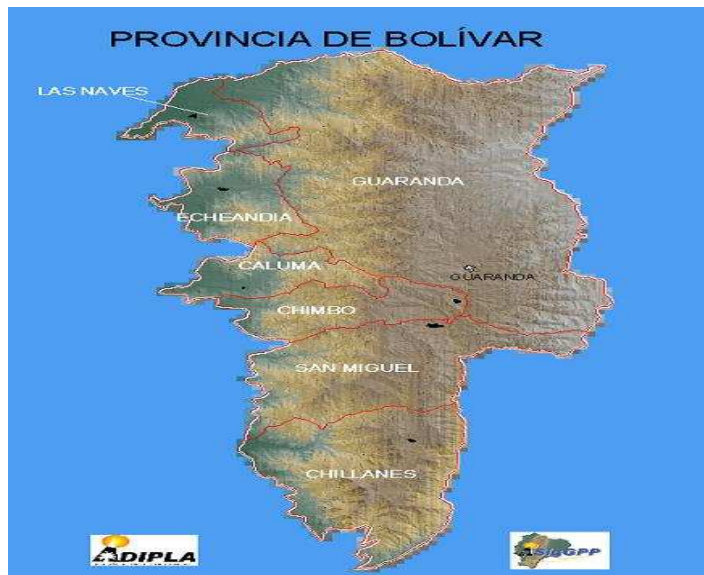 PROVINCIA DE BOLÍVAR
LAS NAVES
GUARANDA
ECHEANDIA
CALUMA
GUARANDA
CHIMBO
SAN MIGUEL
CHILLANES
ADIPLA